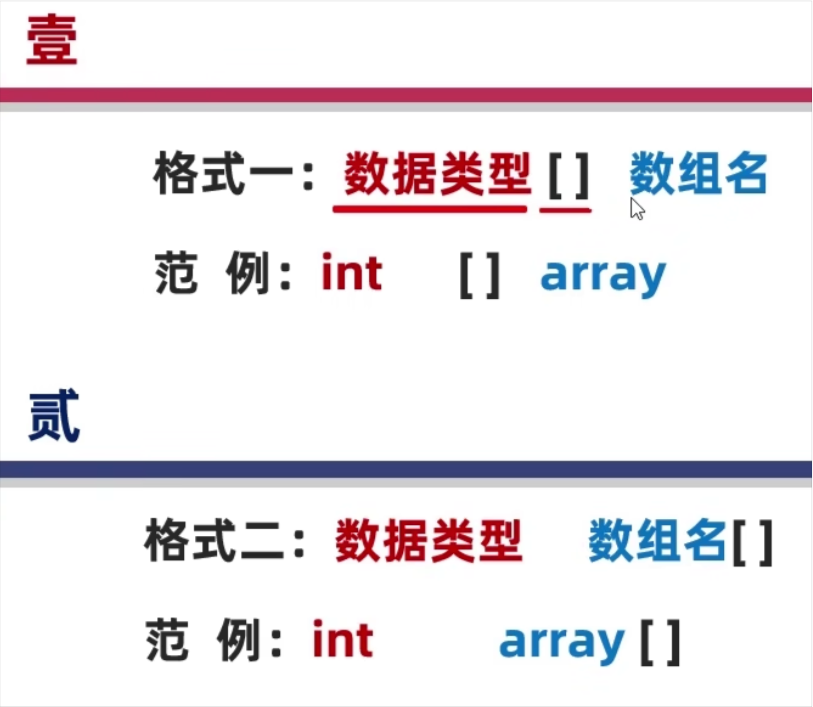 壹
格式一：数据类型 [ ] 数组名
范 例：int [ ] array
贰
格式二：数据类型 数组名[ ]
范 例：int array [ ]